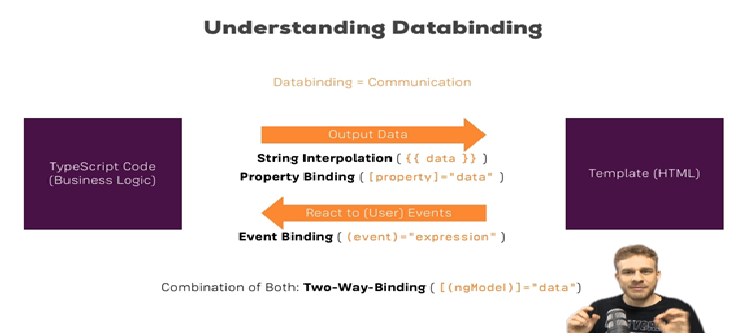 Understanding Databinding
Databinding = Communication
Output Data
TypeScript Code
(Business Logic)
String Interpolation ( {{ data }} )
Property Binding ( [property]="data" )
Template (HTML)
React to (User) Events
Event Binding ( (event)="expression" )
Combination of Both: Two-Way-Binding ( [(ngModel)]="data")